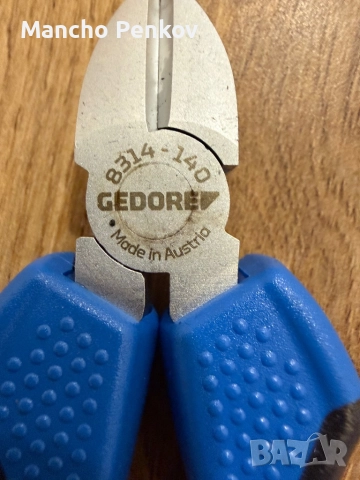 Mancho Penkov
8314-140
GEDORE
Made in Austria
BAZAR